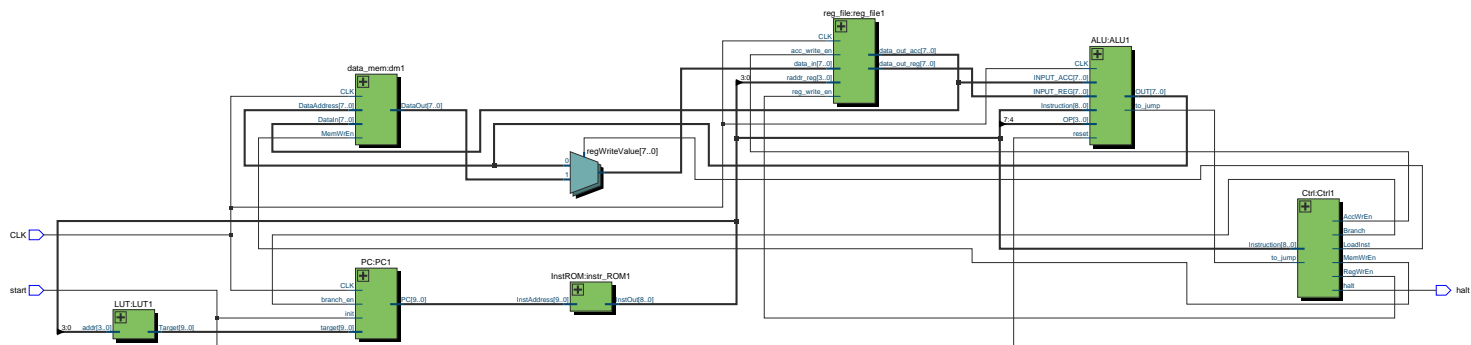 reg_file:reg_file1
CLK
acc_write_en
data_in[7..0]
3:0
raddr_reg[3..0]
reg_write_en
data_out_acc[7..0]
data_out_reg[7..0]
ALU:ALU1
CLK
INPUT_ACC[7..0]
INPUT_REG[7..0]
Instruction[8..0]
7:4
OP[3..0]
reset
OUT[7..0]
to_jump
data_mem:dm1
CLK
DataAddress[7..0]
DataIn[7..0]
MemWrEn
DataOut[7..0]
regWriteValue[7..0]
0
1
Ctrl:Ctrl1
Instruction[8..0]
to_jump
AccWrEn
Branch
LoadInst
MemWrEn
RegWrEn
halt
CLK
start
PC:PC1
CLK
branch_en
init
target[9..0]
PC[9..0]
InstROM:instr_ROM1
InstAddress[9..0]
InstOut[8..0]
halt
LUT:LUT1
3:0
addr[3..0]
Target[9..0]